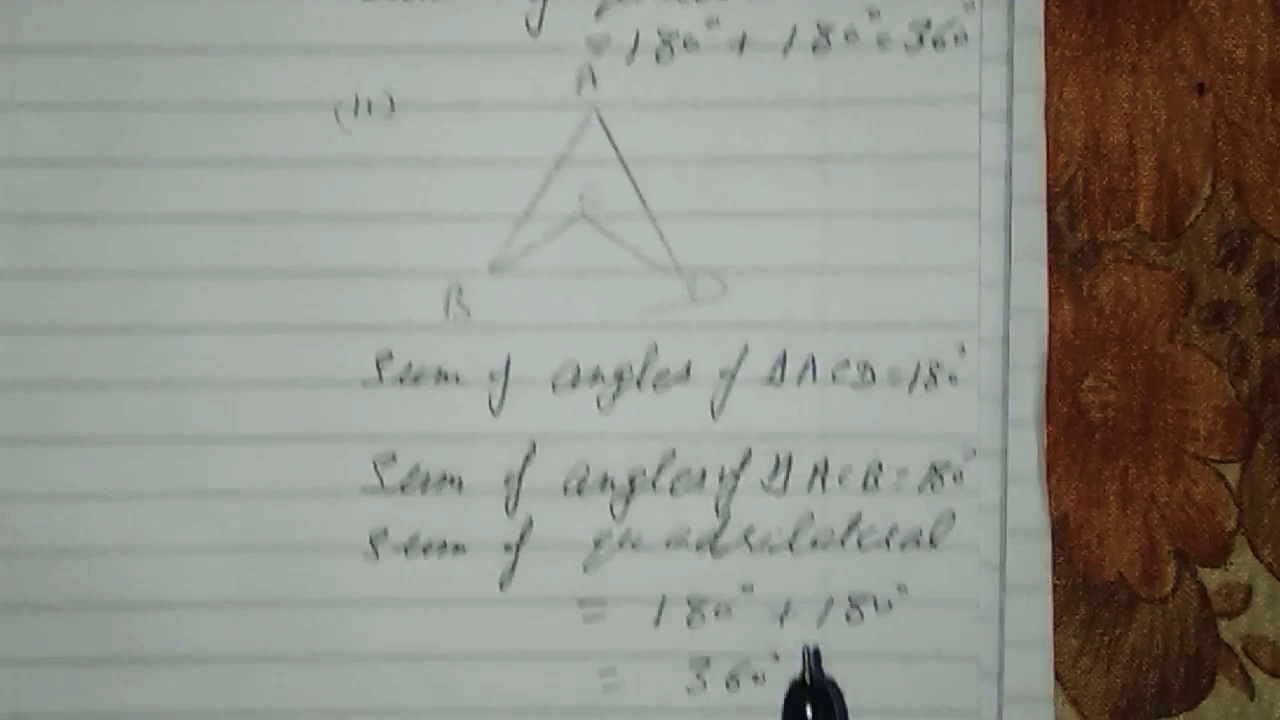 = 180° + 180° = 360°
(ii)
A
B
D
Sum of angles of ΔACD = 180°
Sum of angles of ΔACB = 180°
Sum of quadrilateral
= 180° + 180°
= 360°